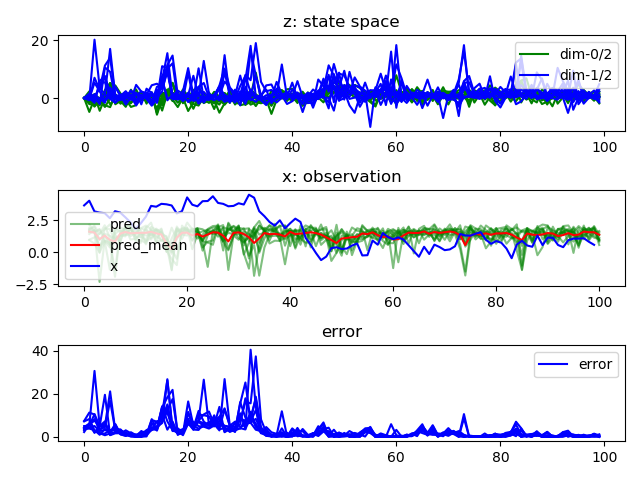 z: state space
20
0
dim-0/2
dim-1/2
0 20 40 60 80 100
x: observation
2.5
0.0
−2.5
pred
pred_mean
x
0 20 40 60 80 100
error
40
20
0
error
0 20 40 60 80 100